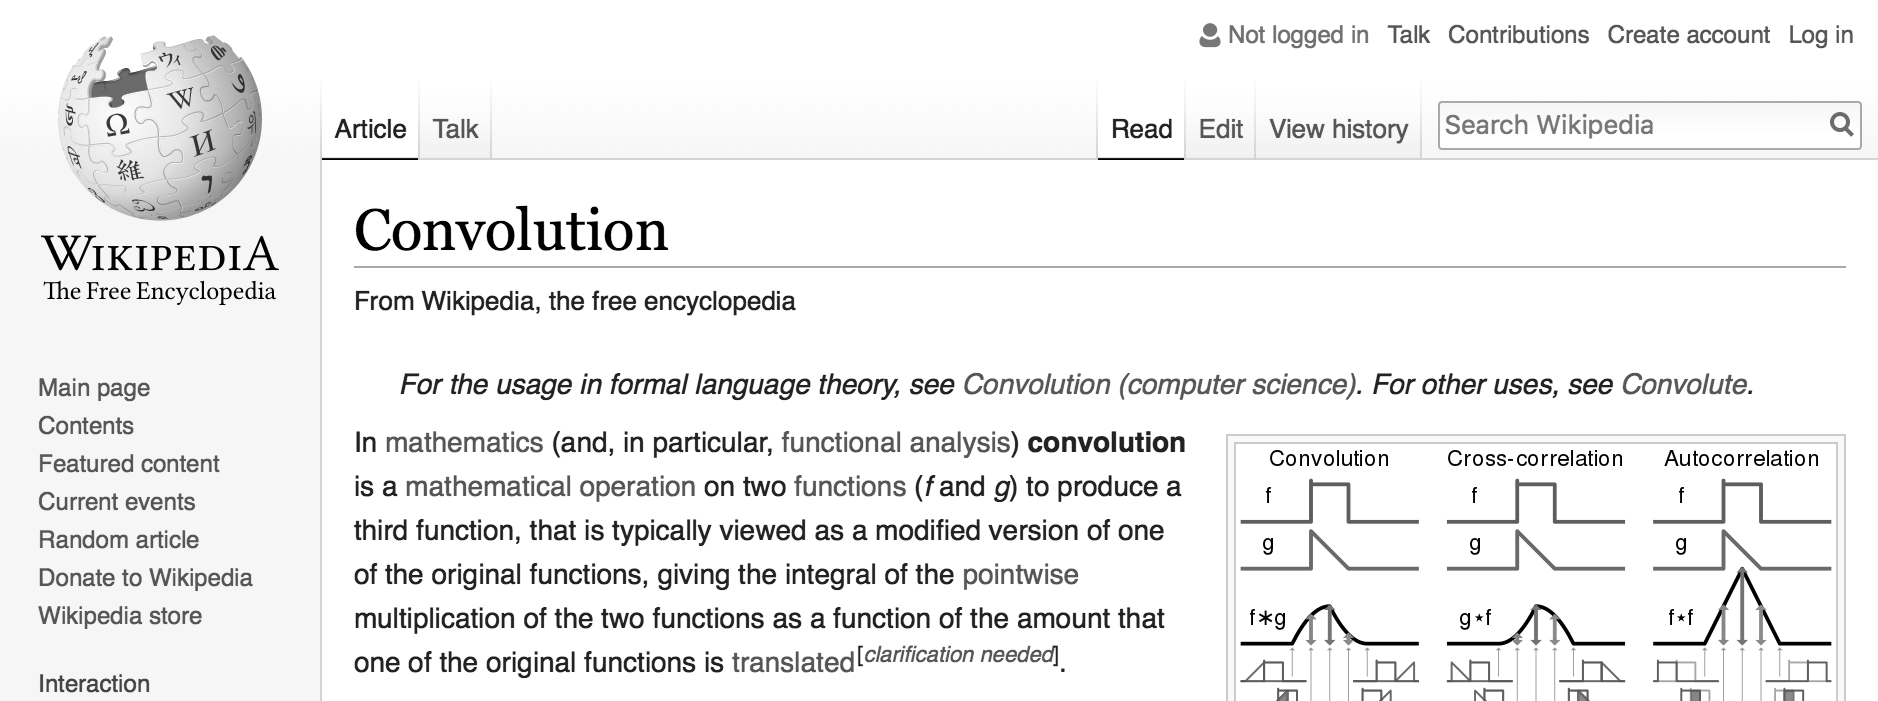 Not logged in Talk Contributions Create account Log in
Article Talk Read Edit View history Search Wikipedia
Ω W И 維 ウィ 7
WIKIPEDIA
The Free Encyclopedia
Main page
Contents
Featured content
Current events
Random article
Donate to Wikipedia
Wikipedia store
Interaction
Convolution
From Wikipedia, the free encyclopedia
For the usage in formal language theory, see Convolution (computer science). For other uses, see Convolute.
In mathematics (and, in particular, functional analysis) convolution
is a mathematical operation on two functions (f and g) to produce a
third function, that is typically viewed as a modified version of one
of the original functions, giving the integral of the pointwise
multiplication of the two functions as a function of the amount that
one of the original functions is translated[clarification needed].
Convolution Cross-correlation Autocorrelation
f f f
g g g
f∗g g⋆f f⋆f